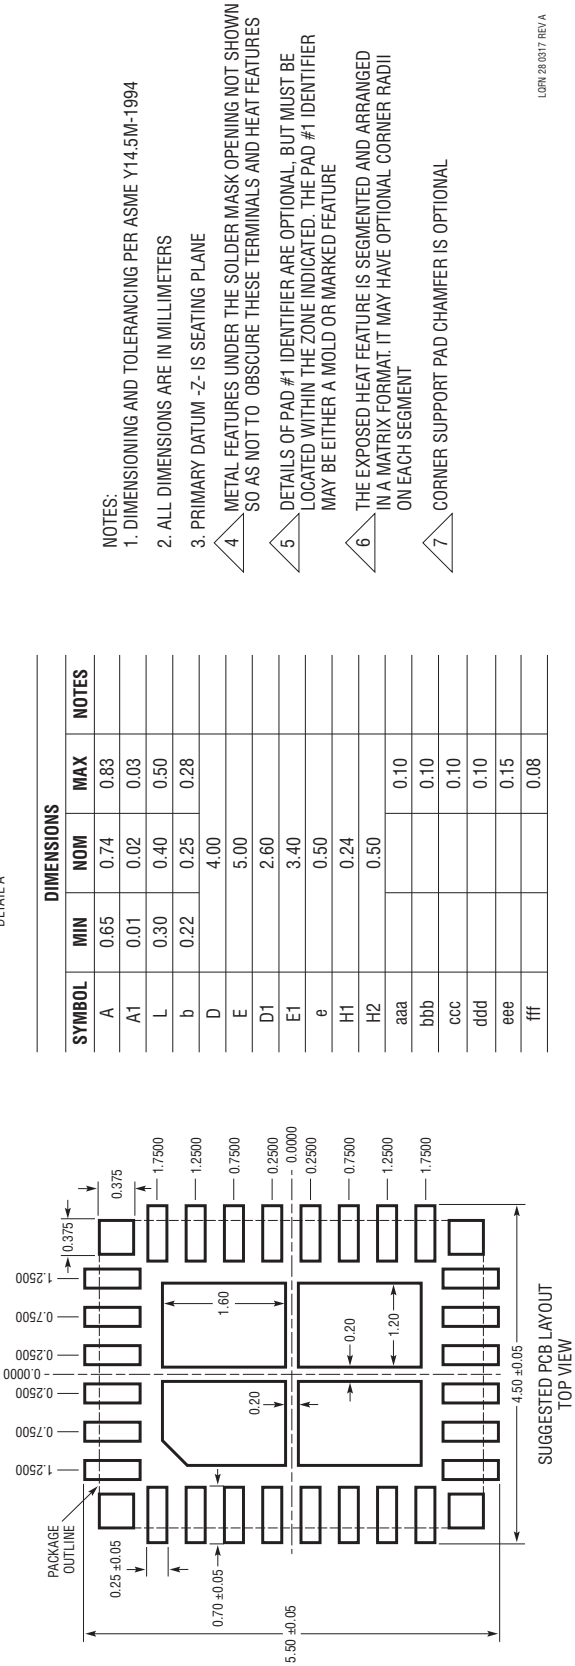 DETAIL A
PACKAGE
OUTLINE
0.25 ±0.05
0.70 ±0.05
5.50 ±0.05
4.50 ±0.05
1.2500
0.7500
0.2500
0.0000
0.2500
0.7500
1.2500
0.375
0.375
1.7500
1.2500
0.7500
0.2500
0.0000
0.2500
0.7500
1.2500
1.7500
1.60
0.20
0.20
1.20
SUGGESTED PCB LAYOUT
TOP VIEW
DIMENSIONS
SYMBOL MIN NOM MAX NOTES
A 0.65 0.74 0.83
A1 0.01 0.02 0.03
L 0.30 0.40 0.50
b 0.22 0.25 0.28
D 4.00
E 5.00
D1 2.60
E1 3.40
e 0.50
H1 0.24
H2 0.50
aaa 0.10
bbb 0.10
ccc 0.10
ddd 0.10
eee 0.15
fff 0.08
NOTES:
1. DIMENSIONING AND TOLERANCING PER ASME Y14.5M-1994
2. ALL DIMENSIONS ARE IN MILLIMETERS
3. PRIMARY DATUM -Z- IS SEATING PLANE
4 METAL FEATURES UNDER THE SOLDER MASK OPENING NOT SHOWN
SO AS NOT TO OBSCURE THESE TERMINALS AND HEAT FEATURES
5 DETAILS OF PAD #1 IDENTIFIER ARE OPTIONAL, BUT MUST BE
LOCATED WITHIN THE ZONE INDICATED. THE PAD #1 IDENTIFIER
MAY BE EITHER A MOLD OR MARKED FEATURE
6 THE EXPOSED HEAT FEATURE IS SEGMENTED AND ARRANGED
IN A MATRIX FORMAT. IT MAY HAVE OPTIONAL CORNER RADII
ON EACH SEGMENT
7 CORNER SUPPORT PAD CHAMFER IS OPTIONAL
LQFN 28 0317 REV A